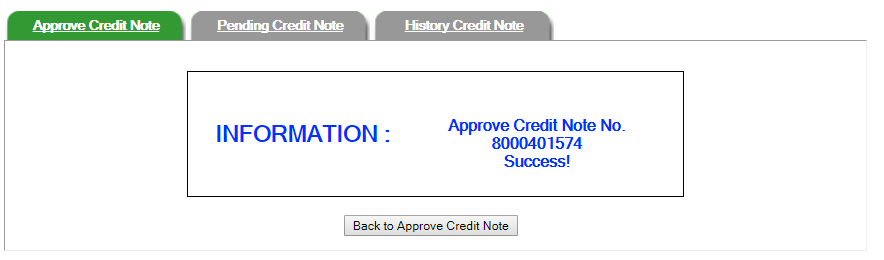 Approve Credit Note
Pending Credit Note
History Credit Note
INFORMATION :
Approve Credit Note No.
8000401574
Success!
Back to Approve Credit Note